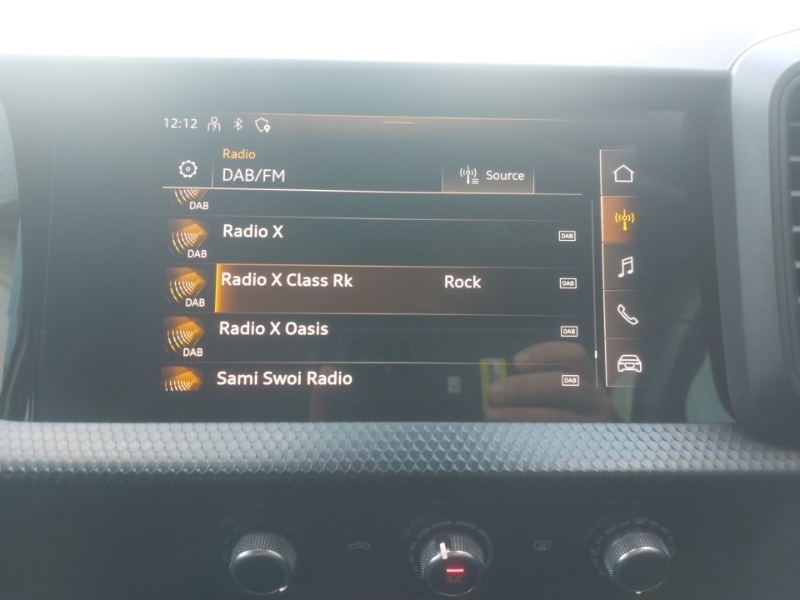 12:12
Radio
DAB/FM
Source
DAB
Radio X
DAB
DAB
Radio X Class Rk Rock
DAB
DAB
Radio X Oasis
DAB
DAB
Sami Swoi Radio
DAB
A/C